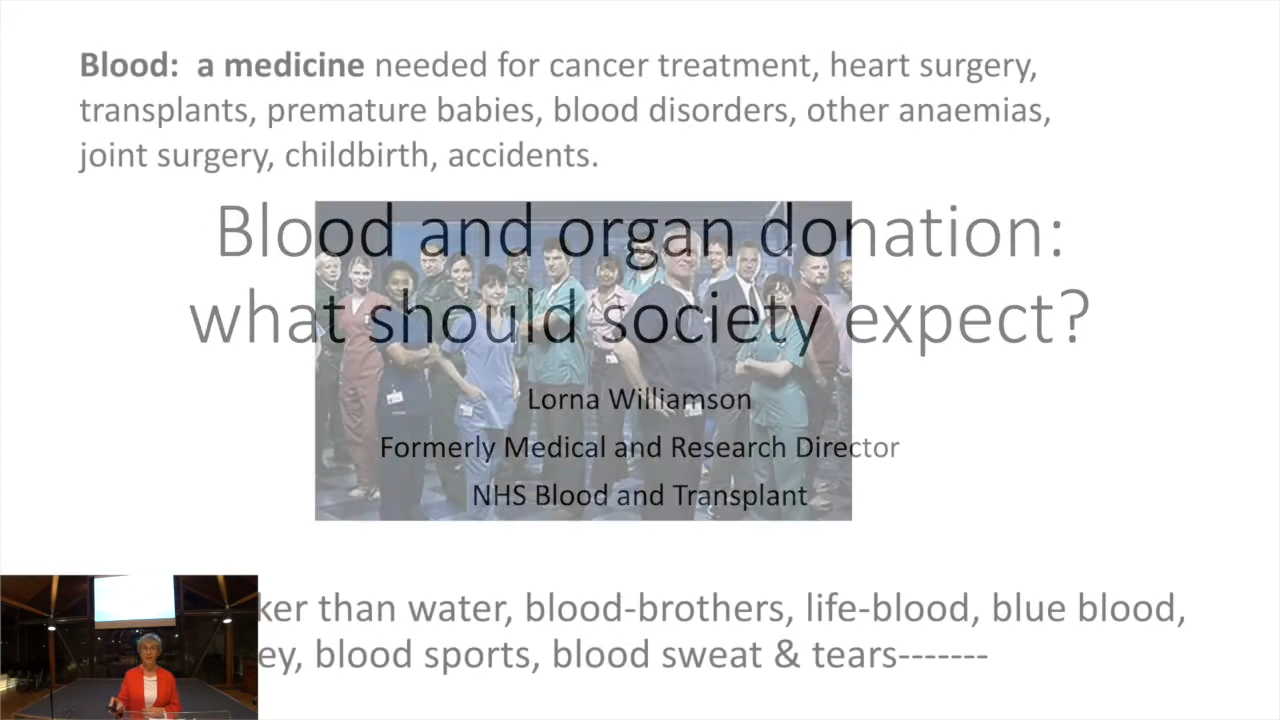 Blood: a medicine needed for cancer treatment, heart surgery,
transplants, premature babies, blood disorders, other anaemias,
joint surgery, childbirth, accidents.
Blood and organ donation:
what should society expect?
Lorna Williamson
Formerly Medical and Research Director
NHS Blood and Transplant
ker than water, blood-brothers, life-blood, blue blood,
ey, blood sports, blood sweat & tears-------